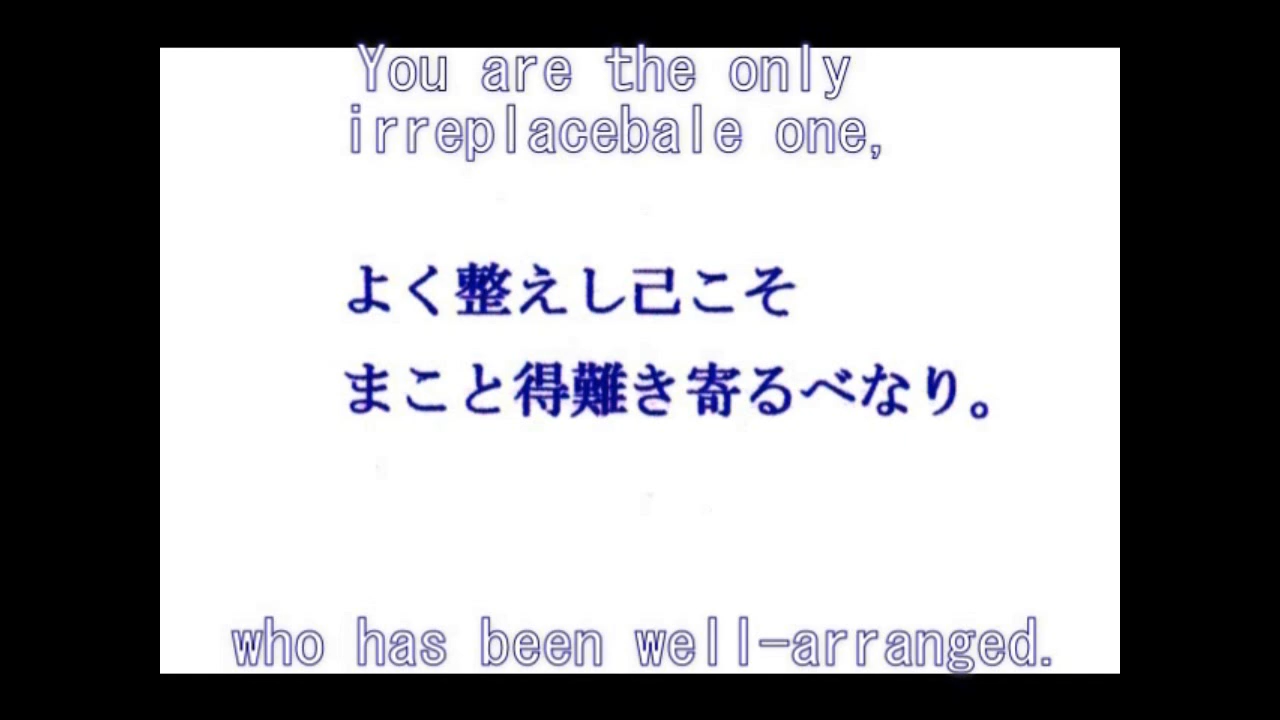 You are the only
irreplacebale one,
よく整えし己こそ
まこと得難き寄るべなり。
who has been well-arranged.